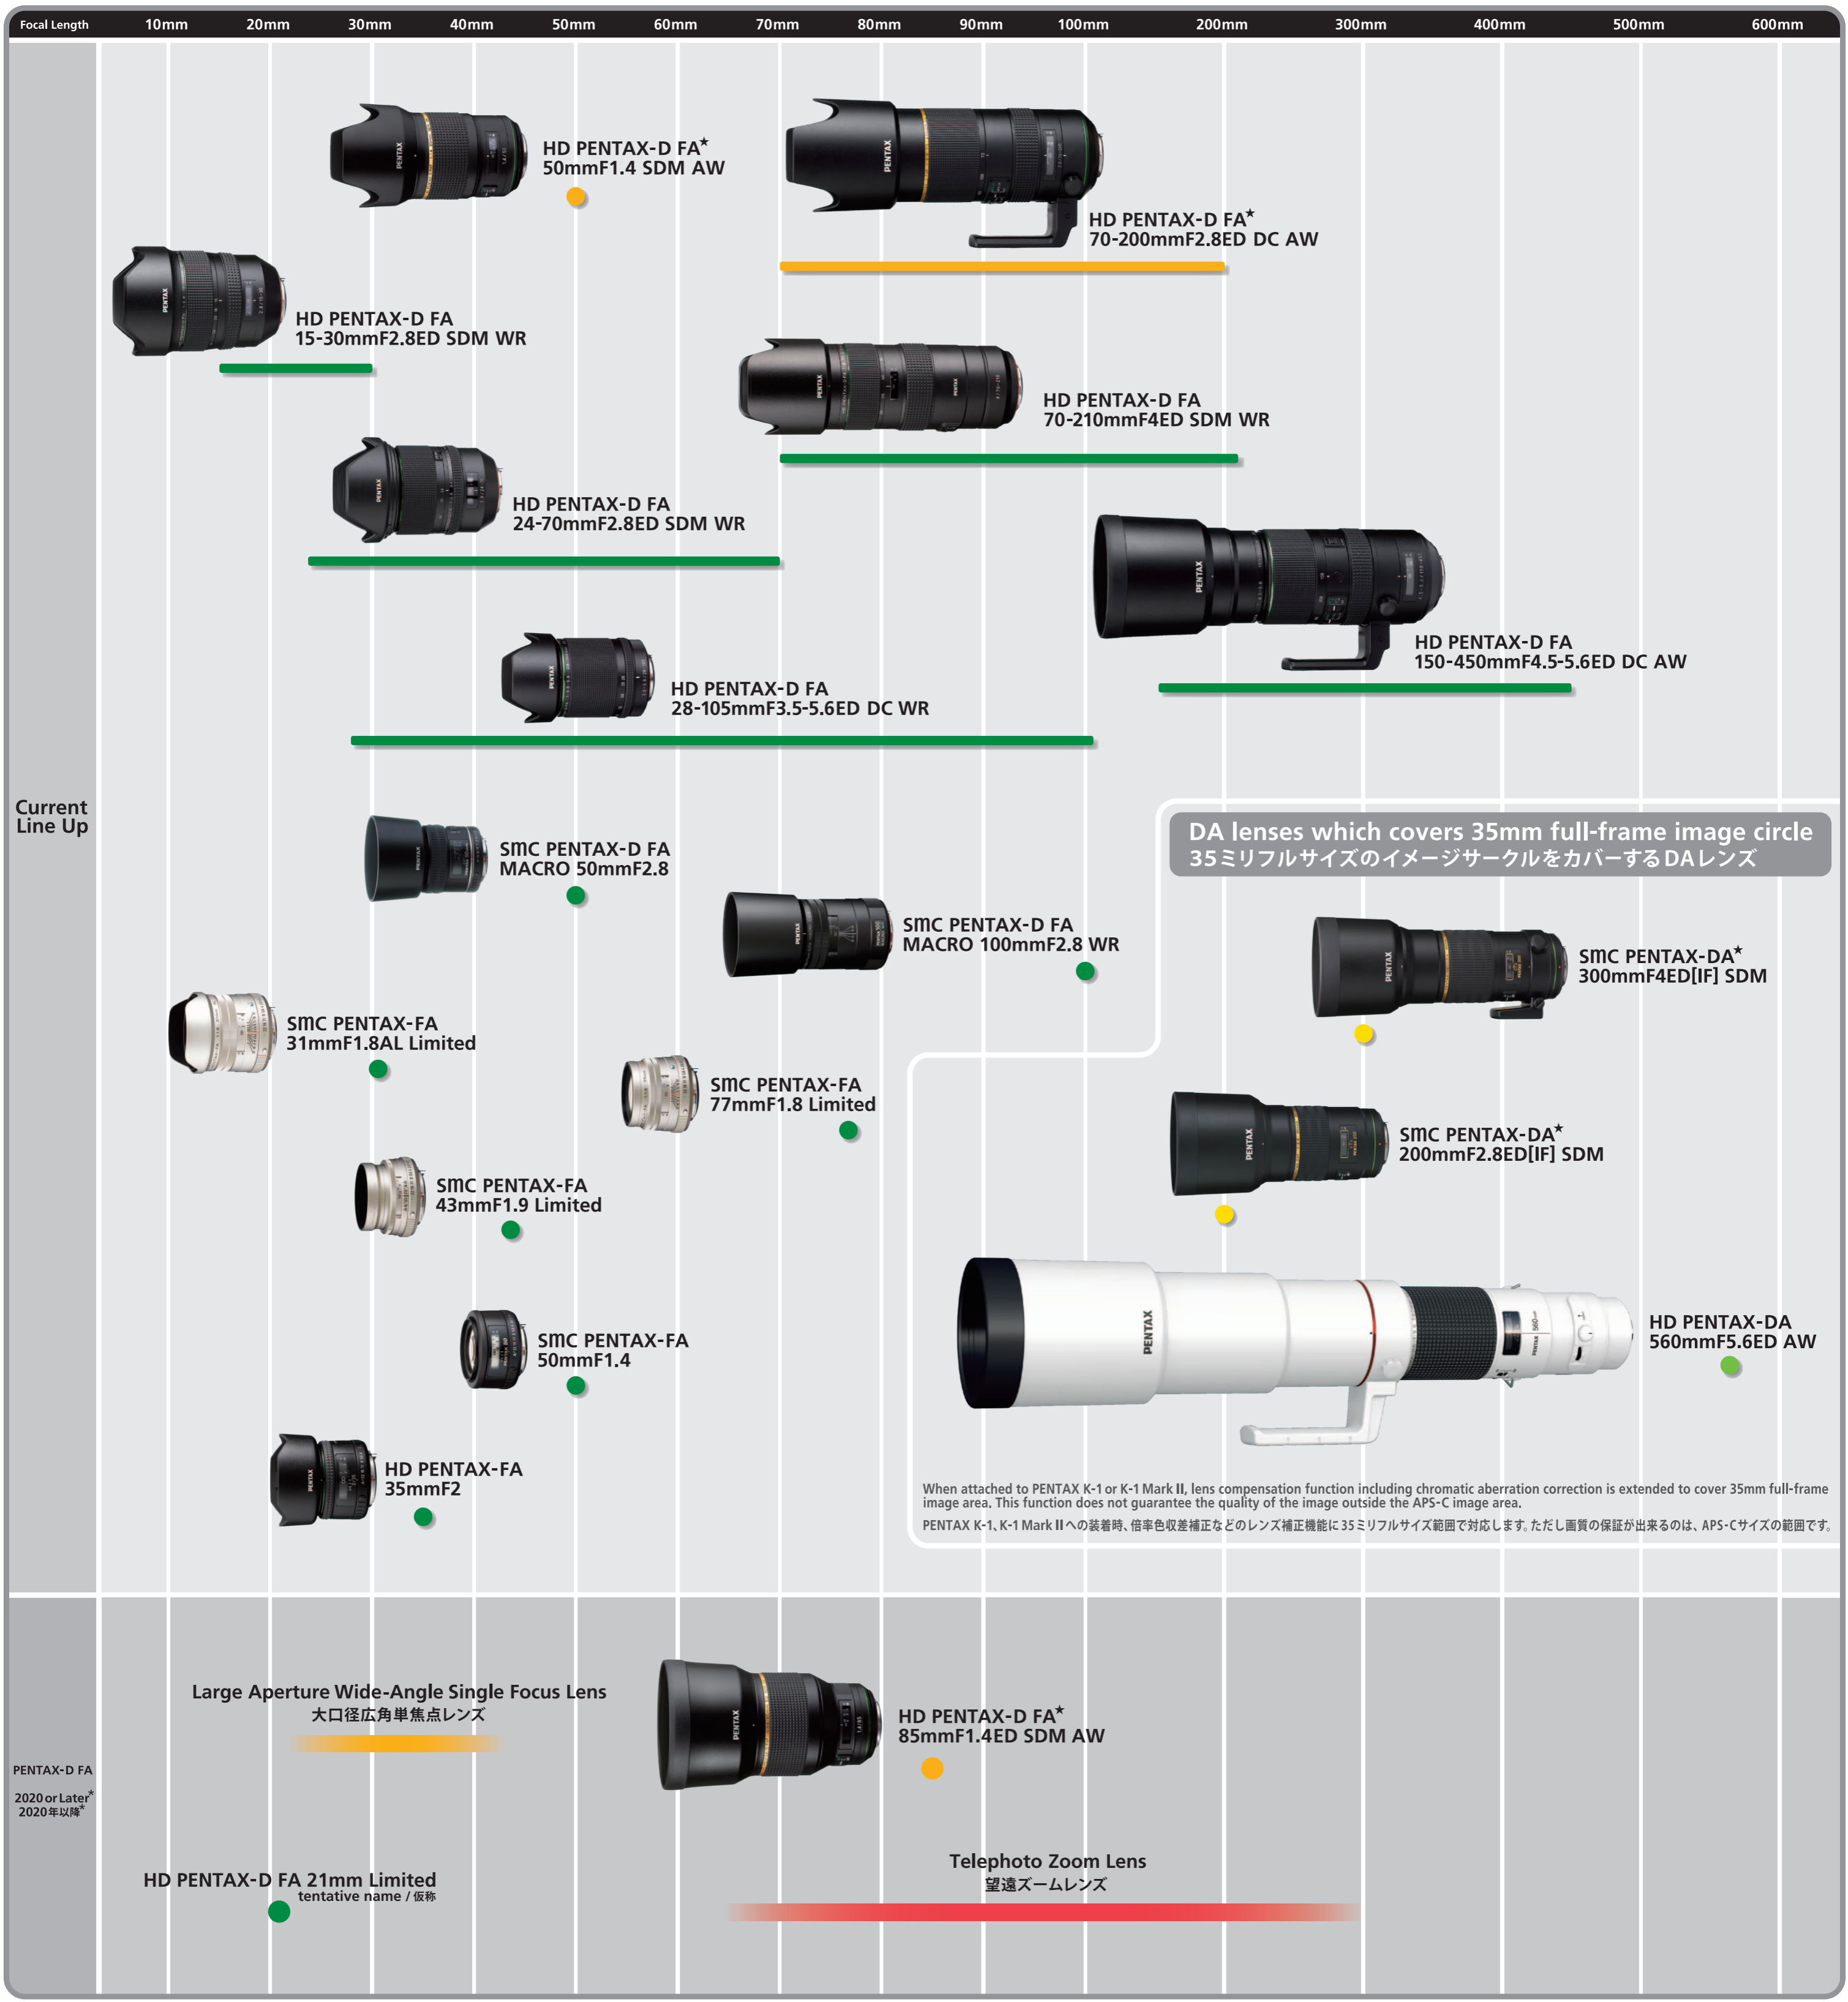 Focal Length 10mm 20mm 30mm 40mm 50mm 60mm 70mm 80mm 90mm 100mm 200mm 300mm 400mm 500mm 600mm
HD PENTAX-D FA★
50mmF1.4 SDM AW
HD PENTAX-D FA★
70-200mmF2.8ED DC AW
HD PENTAX-D FA
15-30mmF2.8ED SDM WR
HD PENTAX-D FA
70-210mmF4ED SDM WR
HD PENTAX-D FA
24-70mmF2.8ED SDM WR
HD PENTAX-D FA
150-450mmF4.5-5.6ED DC AW
HD PENTAX-D FA
28-105mmF3.5-5.6ED DC WR
Current
Line Up
DA lenses which covers 35mm full-frame image circle
35ミリフルサイズのイメージサークルをカバーするDAレンズ
SMC PENTAX-D FA
MACRO 50mmF2.8
SMC PENTAX-D FA
MACRO 100mmF2.8 WR
SMC PENTAX-DA★
300mmF4ED[IF] SDM
SMC PENTAX-FA
31mmF1.8AL Limited
SMC PENTAX-FA
77mmF1.8 Limited
SMC PENTAX-DA★
200mmF2.8ED[IF] SDM
SMC PENTAX-FA
43mmF1.9 Limited
PENTAX
HD PENTAX-DA
560mmF5.6ED AW
SMC PENTAX-FA
50mmF1.4
HD PENTAX-FA
35mmF2
When attached to PENTAX K-1 or K-1 Mark II, lens compensation function including chromatic aberration correction is extended to cover 35mm full-frame
image area. This function does not guarantee the quality of the image outside the APS-C image area.
PENTAX K-1、K-1 Mark IIへの装着時、倍率色収差補正などのレンズ補正機能に35ミリフルサイズ範囲で対応します。ただし画質の保証が出来るのは、APS-Cサイズの範囲です。
Large Aperture Wide-Angle Single Focus Lens
大口径広角単焦点レンズ
HD PENTAX-D FA★
85mmF1.4ED SDM AW
PENTAX-D FA
2020 or Later*
2020年以降*
HD PENTAX-D FA 21mm Limited
tentative name / 仮称
Telephoto Zoom Lens
望遠ズームレンズ